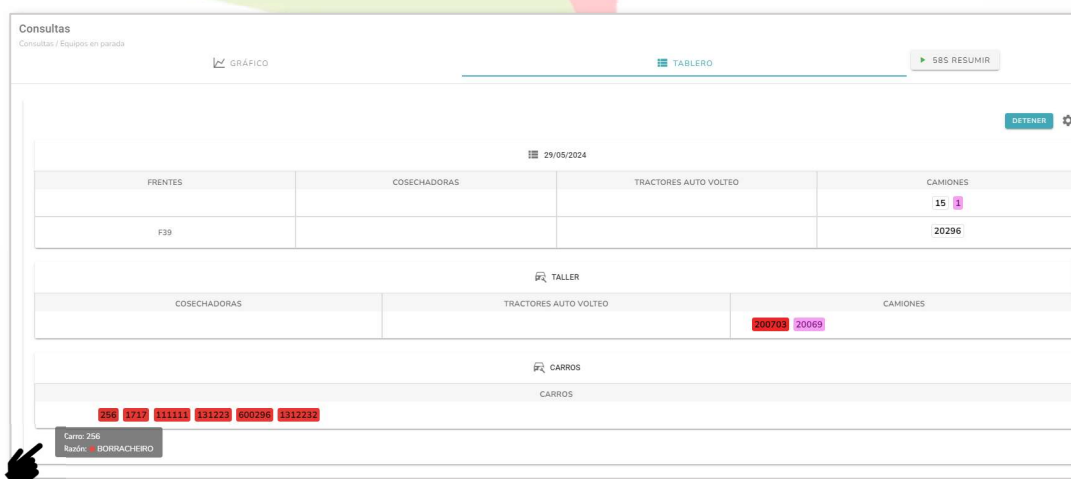 Consultas
Consultas / Equipos en parada
GRÁFICO
TABLERO
58S RESUMIR
DETENER
29/05/2024
FRENTES COSECHADORAS TRACTORES AUTO VOLTEO CAMIONES
15 1
F39 20296
TALLER
COSECHADORAS TRACTORES AUTO VOLTEO CAMIONES
200703 20069
CARROS
CARROS
256 1717 111111 131223 600296 1312232
Carro: 256
Razón: BORRACHEIRO